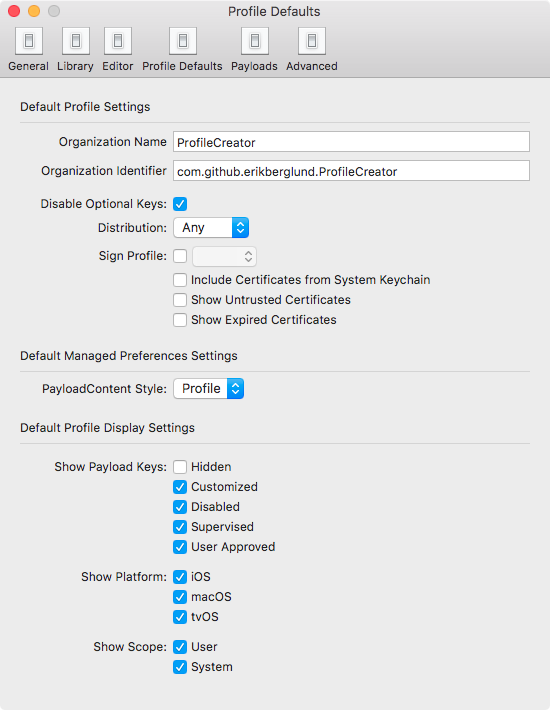 Profile Defaults
General Library Editor Profile Defaults Payloads Advanced
Default Profile Settings
Organization Name ProfileCreator
Organization Identifier com.github.erikberglund.ProfileCreator
Disable Optional Keys:
Distribution: Any
Sign Profile:
Include Certificates from System Keychain
Show Untrusted Certificates
Show Expired Certificates
Default Managed Preferences Settings
PayloadContent Style: Profile
Default Profile Display Settings
Show Payload Keys: Hidden
Customized
Disabled
Supervised
User Approved
Show Platform: iOS
macOS
tvOS
Show Scope: User
System